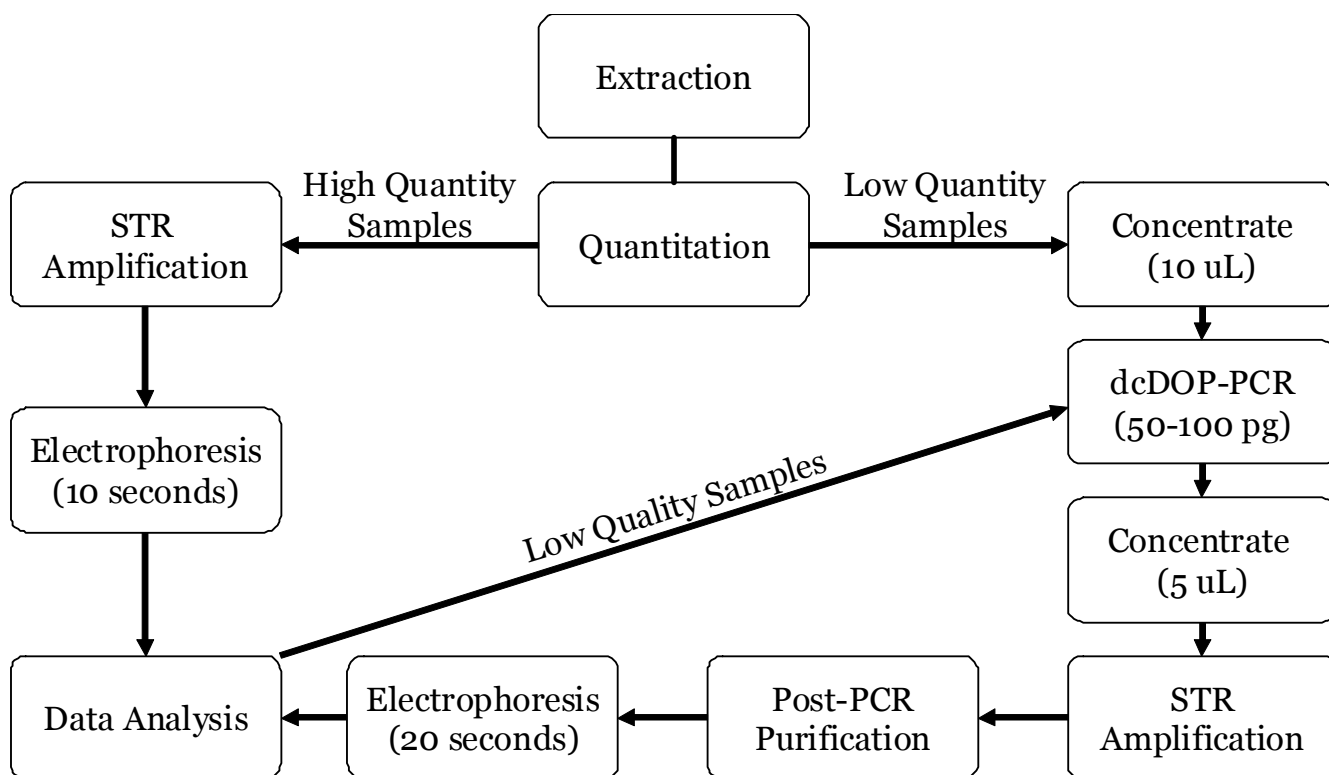 Extraction
High Quantity
Samples
Low Quantity
Samples
STR
Amplification
Quantitation
Concentrate
(10 uL)
dcDOP-PCR
(50-100 pg)
Electrophoresis
(10 seconds)
Low Quality Samples
Concentrate
(5 uL)
Data Analysis
Electrophoresis
(20 seconds)
Post-PCR
Purification
STR
Amplification